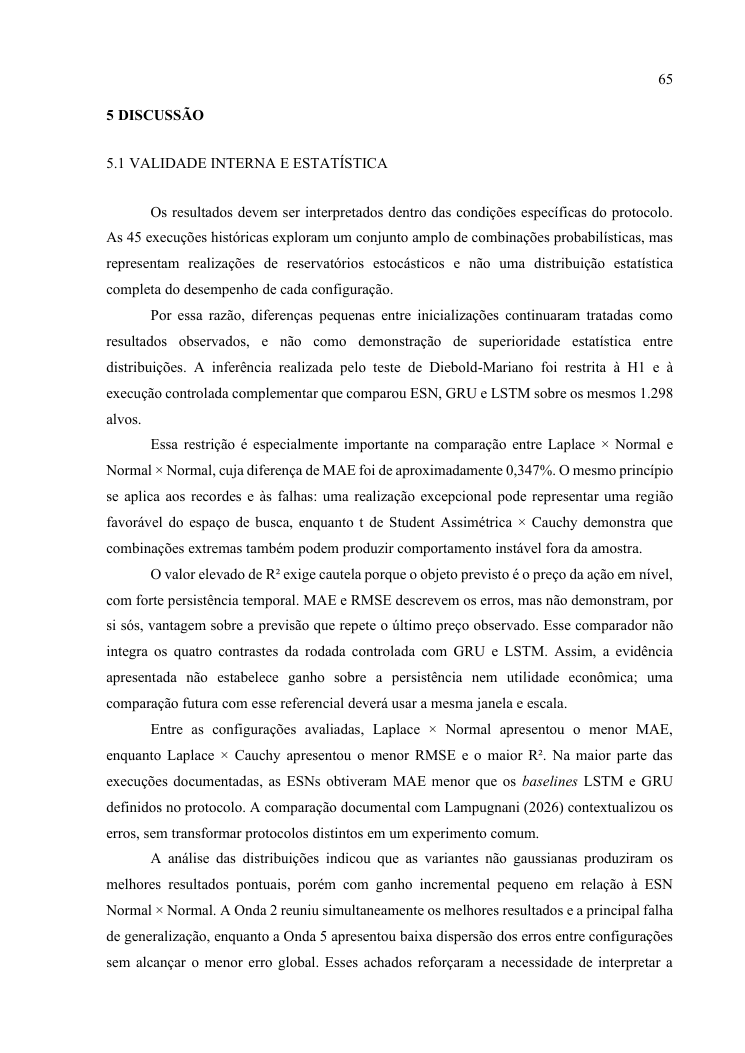 65
5 DISCUSSÃO
5.1 VALIDADE INTERNA E ESTATÍSTICA
Os resultados devem ser interpretados dentro das condições específicas do protocolo.
As 45 execuções históricas exploram um conjunto amplo de combinações probabilísticas, mas
representam realizações de reservatórios estocásticos e não uma distribuição estatística
completa do desempenho de cada configuração.
Por essa razão, diferenças pequenas entre inicializações continuaram tratadas como
resultados observados, e não como demonstração de superioridade estatística entre
distribuições. A inferência realizada pelo teste de Diebold-Mariano foi restrita à H1 e à
execução controlada complementar que comparou ESN, GRU e LSTM sobre os mesmos 1.298
alvos.
Essa restrição é especialmente importante na comparação entre Laplace × Normal e
Normal × Normal, cuja diferença de MAE foi de aproximadamente 0,347%. O mesmo princípio
se aplica aos recordes e às falhas: uma realização excepcional pode representar uma região
favorável do espaço de busca, enquanto t de Student Assimétrica × Cauchy demonstra que
combinações extremas também podem produzir comportamento instável fora da amostra.
O valor elevado de R² exige cautela porque o objeto previsto é o preço da ação em nível,
com forte persistência temporal. MAE e RMSE descrevem os erros, mas não demonstram, por
si sós, vantagem sobre a previsão que repete o último preço observado. Esse comparador não
integra os quatro contrastes da rodada controlada com GRU e LSTM. Assim, a evidência
apresentada não estabelece ganho sobre a persistência nem utilidade econômica; uma
comparação futura com esse referencial deverá usar a mesma janela e escala.
Entre as configurações avaliadas, Laplace × Normal apresentou o menor MAE,
enquanto Laplace × Cauchy apresentou o menor RMSE e o maior R². Na maior parte das
execuções documentadas, as ESNs obtiveram MAE menor que os baselines LSTM e GRU
definidos no protocolo. A comparação documental com Lampugnani (2026) contextualizou os
erros, sem transformar protocolos distintos em um experimento comum.
A análise das distribuições indicou que as variantes não gaussianas produziram os
melhores resultados pontuais, porém com ganho incremental pequeno em relação à ESN
Normal × Normal. A Onda 2 reuniu simultaneamente os melhores resultados e a principal falha
de generalização, enquanto a Onda 5 apresentou baixa dispersão dos erros entre configurações
sem alcançar o menor erro global. Esses achados reforçaram a necessidade de interpretar a